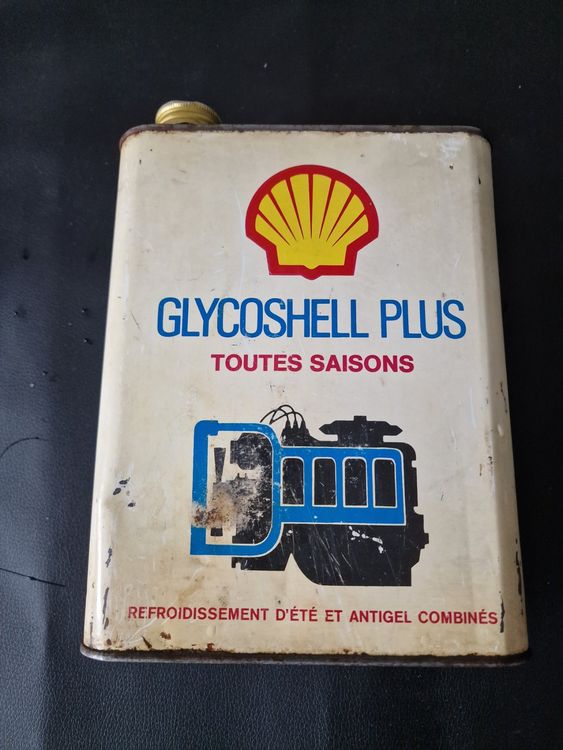 GLYCOSHELL PLUS
TOUTES SAISONS
REFROIDISSEMENT D'ÉTÉ ET ANTIGEL COMBINÉS